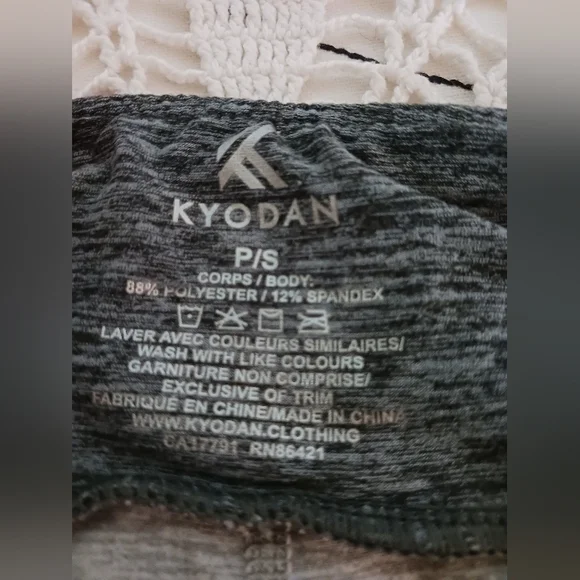 KYODAN
P/S
CORPS / BODY:
88% POLYESTER / 12% SPANDEX
LAVER AVEC COULEURS SIMILAIRES/
WASH WITH LIKE COLOURS
GARNITURE NON COMPRISE/
EXCLUSIVE OF TRIM
FABRIQUÉ EN CHINE/MADE IN CHINA
WWW.KYODAN.CLOTHING
CA17791 RN86421